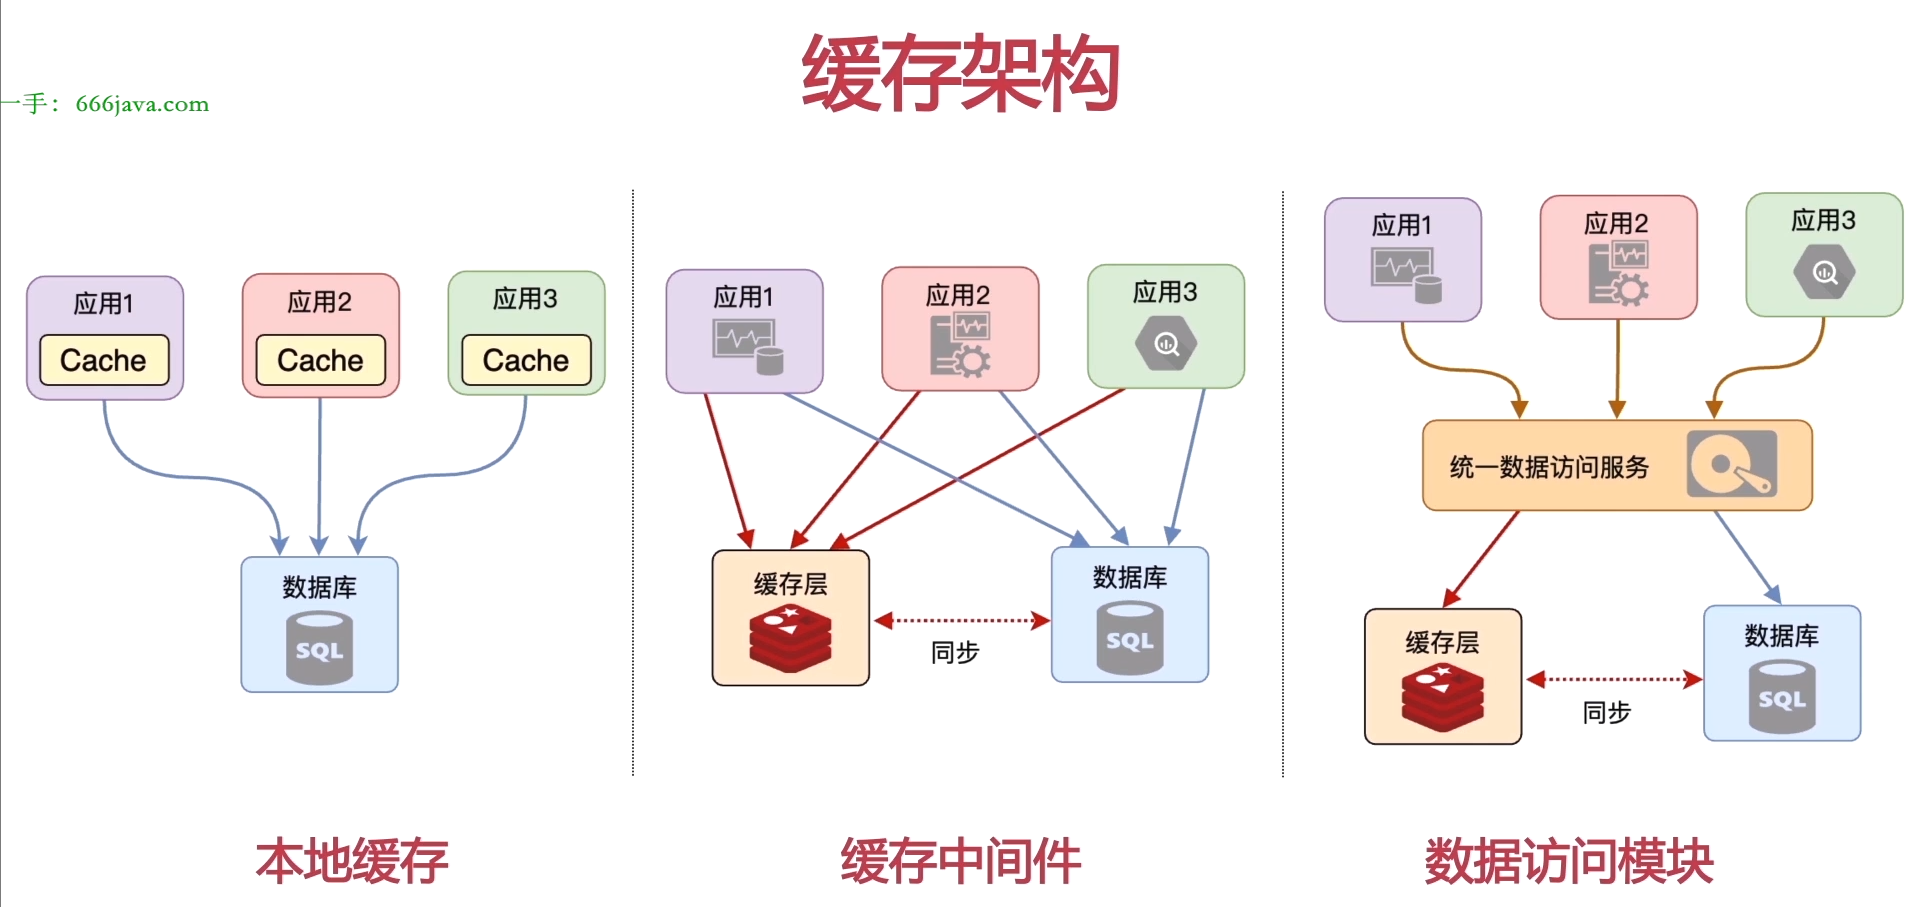 缓存架构
一手：666java.com
应用1
Cache
应用2
Cache
应用3
Cache
数据库
SQL
本地缓存
应用1
应用2
应用3
缓存层
同步
数据库
SQL
缓存中间件
应用1
应用2
应用3
统一数据访问服务
缓存层
同步
数据库
SQL
数据访问模块